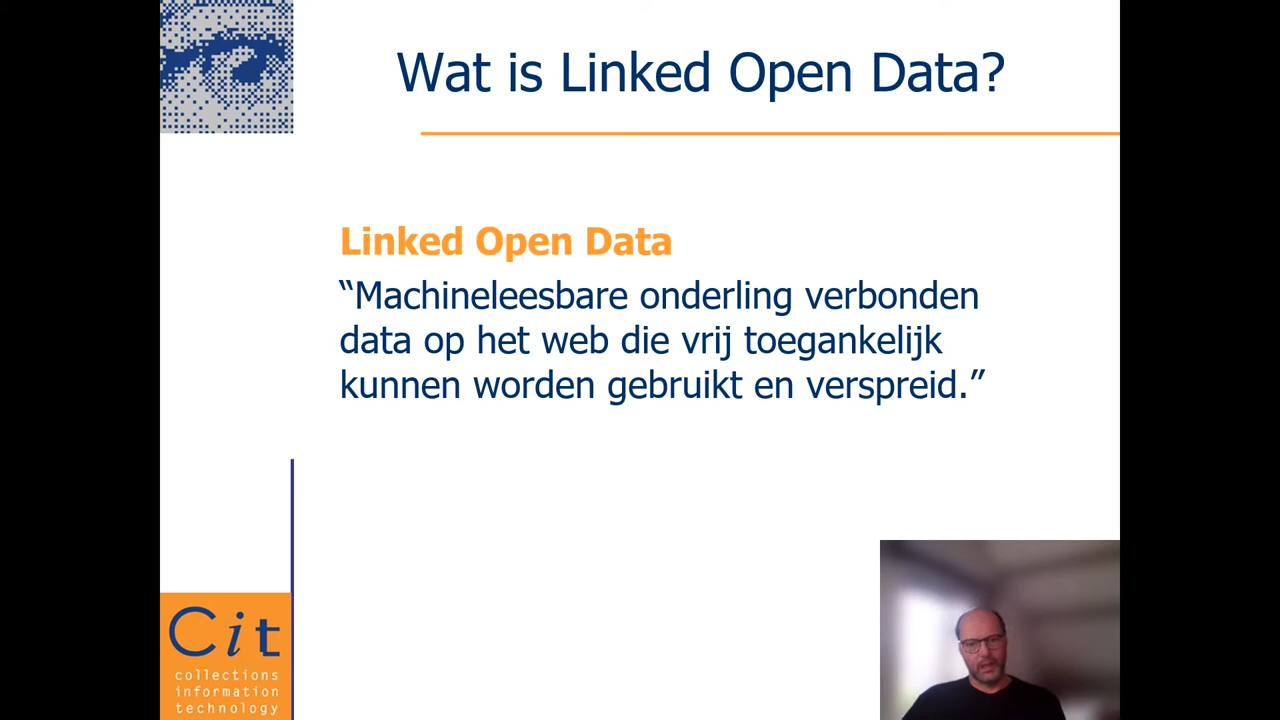 Wat is Linked Open Data?
Linked Open Data
“Machineleesbare onderling verbonden
data op het web die vrij toegankelijk
kunnen worden gebruikt en verspreid.”
Cit
collections
information
technology